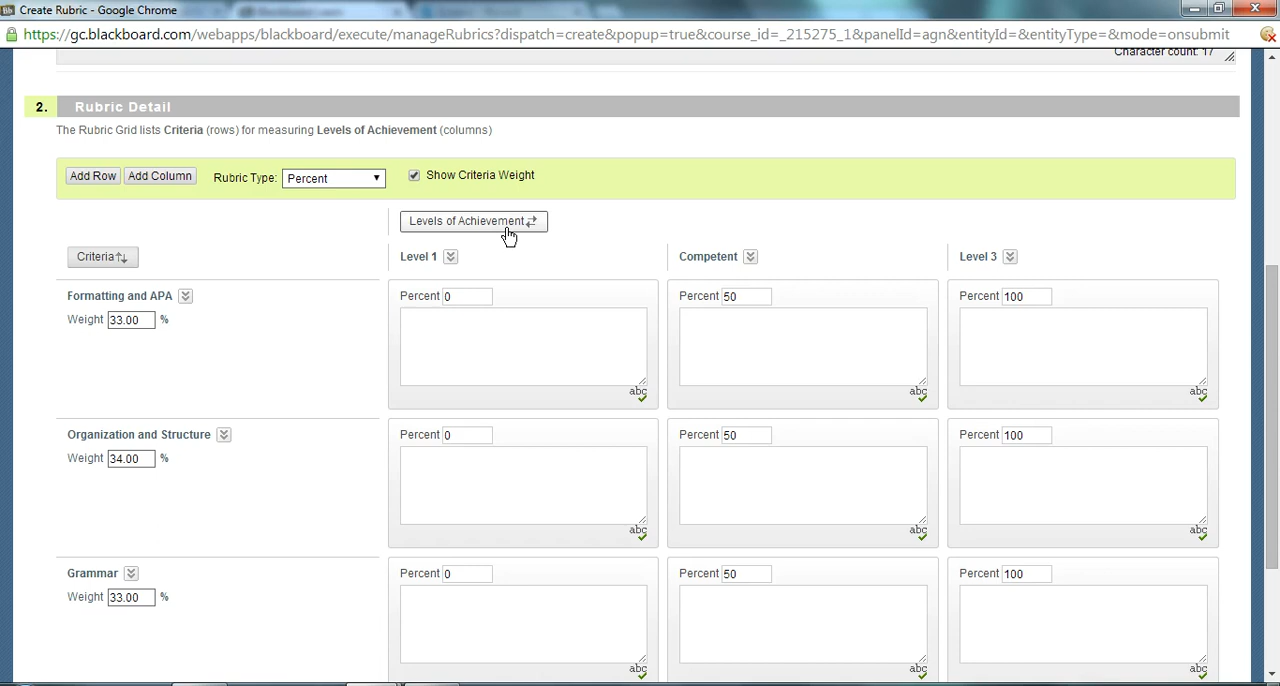 Create Rubric - Google Chrome
https://gc.blackboard.com/webapps/blackboard/execute/manageRubrics?dispatch=create&popup=true&course_id=_215275_1&panelId=agn&entityId=&entityType=&mode=onsubmit
Character count: 17
2. Rubric Detail
The Rubric Grid lists Criteria (rows) for measuring Levels of Achievement (columns)
Add Row Add Column Rubric Type: Percent Show Criteria Weight
Levels of Achievement
Criteria Level 1 Competent Level 3
Formatting and APA Percent 0 Percent 50 Percent 100
Weight 33.00 %
abc abc abc
Organization and Structure Percent 0 Percent 50 Percent 100
Weight 34.00 %
abc abc abc
Grammar Percent 0 Percent 50 Percent 100
Weight 33.00 %
abc abc abc